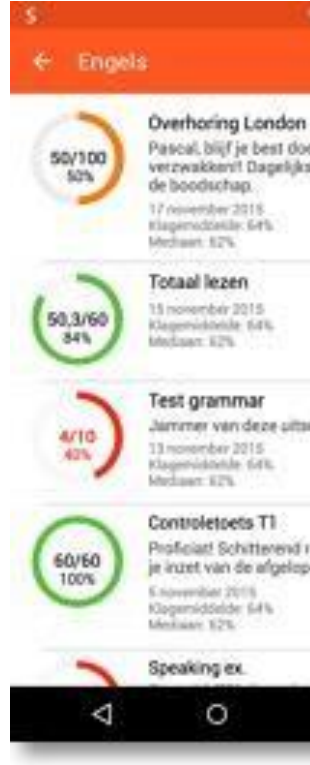 S
Engels
50/100
50%
Overhoring London
Pascal, blijf je best doe
verzwakken!! Dagelijks
de boodschap.
17 november 2015
Klasgemiddelde: 64%
Mediaan: 62%
50,3/60
84%
Totaal lezen
15 november 2015
Klasgemiddelde: 64%
Mediaan: 62%
4/10
40%
Test grammar
Jammer van deze uits
13 november 2015
Klasgemiddelde: 64%
Mediaan: 62%
60/60
100%
Controletoets T1
Proficiat! Schitterend r
je inzet van de afgelop
5 november 2015
Klasgemiddelde: 64%
Mediaan: 62%
Speaking ex.